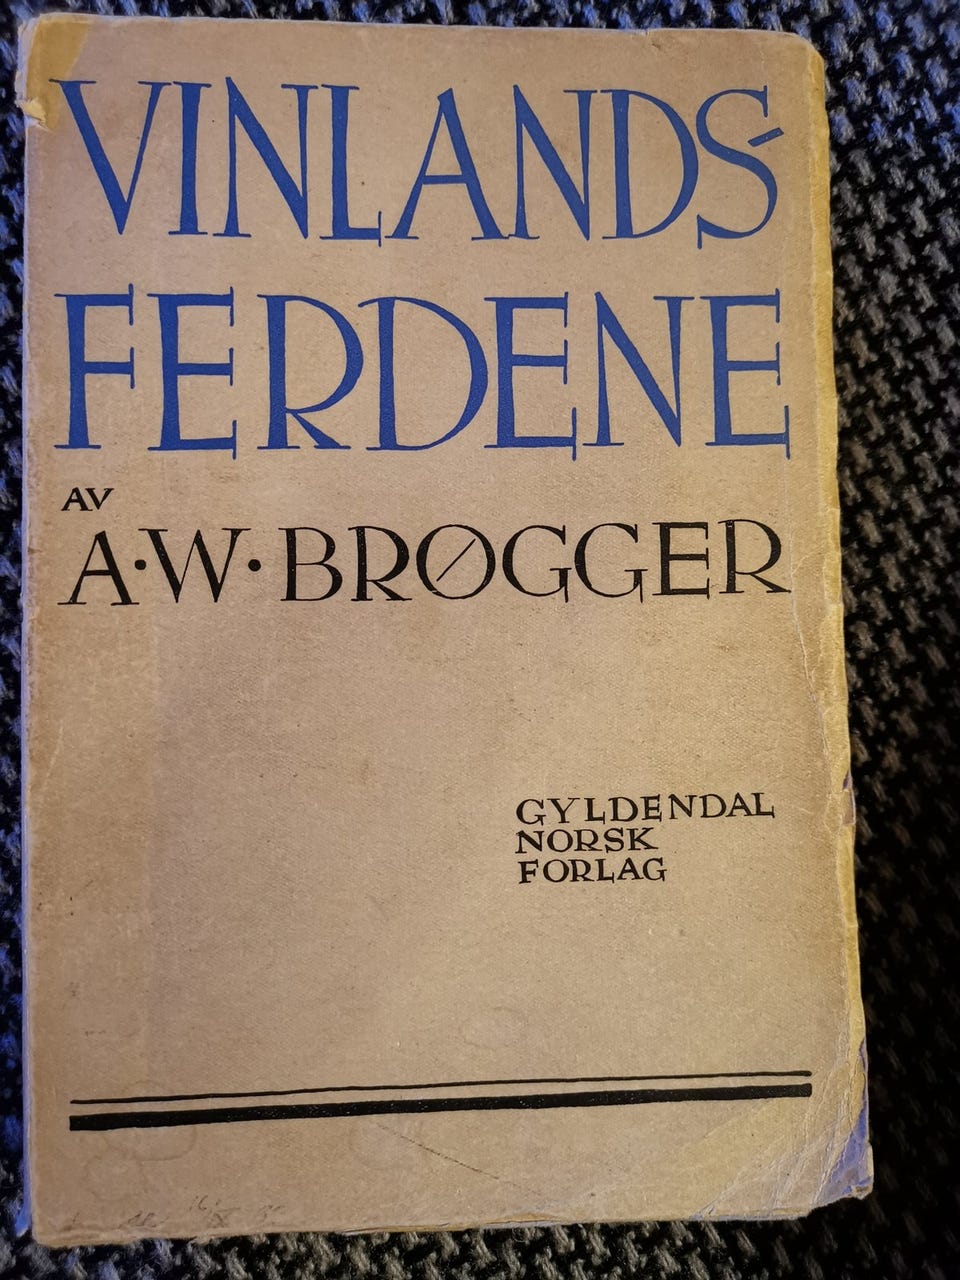 VINLANDS-
FERDENE
AV
A·W·BRØGGER
GYLDENDAL
NORSK
FORLAG